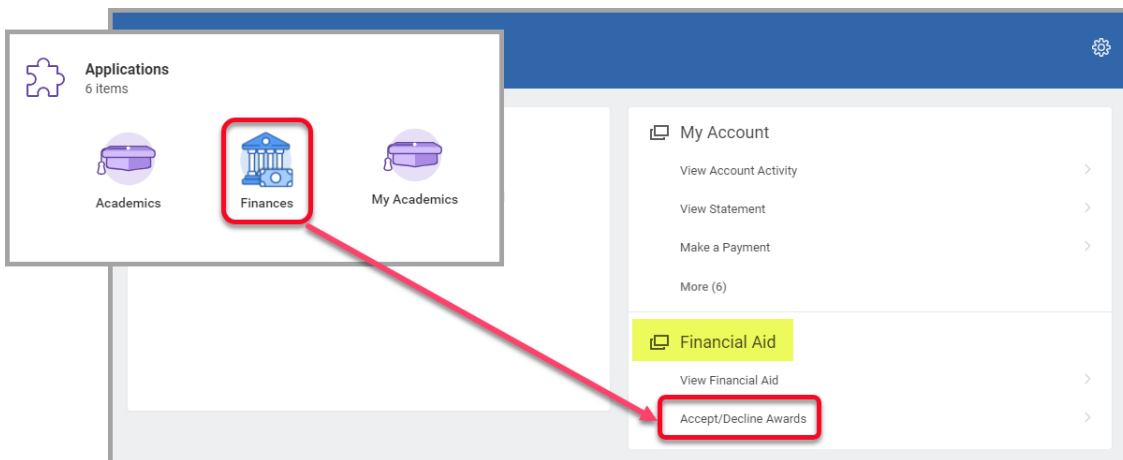 Applications
6 items
Academics
Finances
My Academics
My Account
View Account Activity
View Statement
Make a Payment
More (6)
Financial Aid
View Financial Aid
Accept/Decline Awards